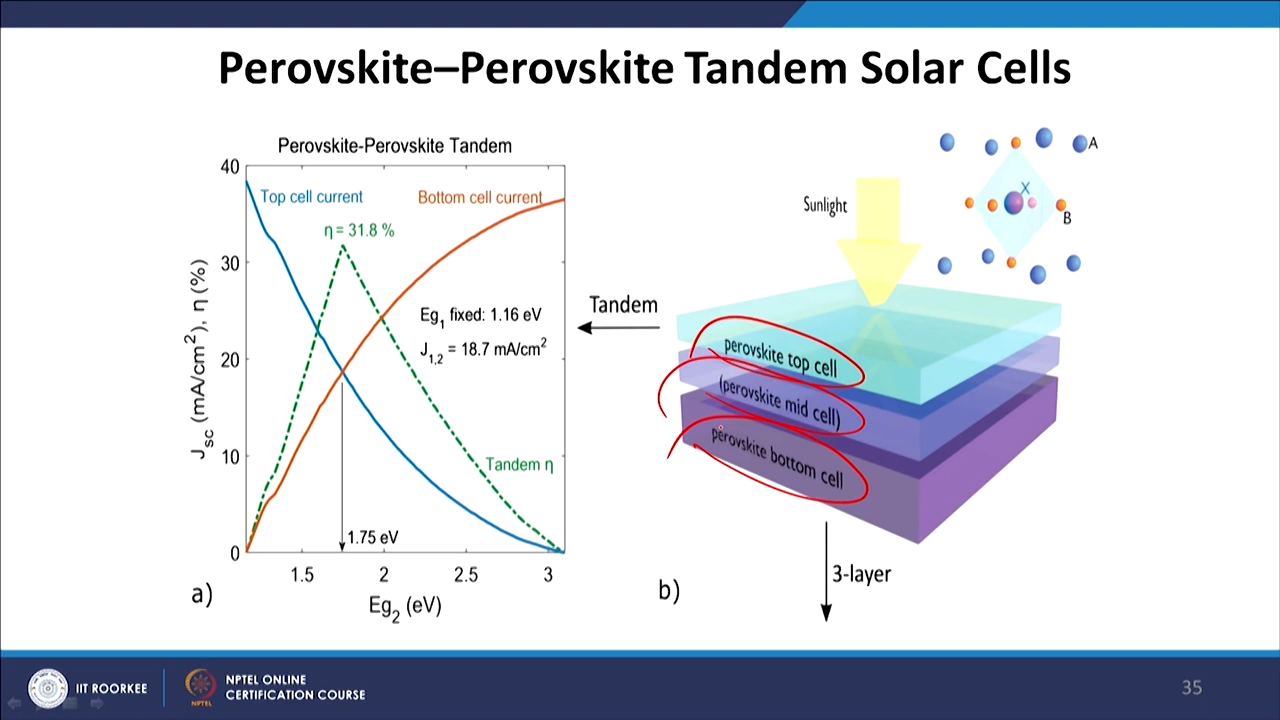 Perovskite–Perovskite Tandem Solar Cells
Perovskite-Perovskite Tandem
40
30
20
10
0
J_sc (mA/cm²), η (%)
Top cell current
Bottom cell current
η = 31.8 %
Eg₁ fixed: 1.16 eV
J₁,₂ = 18.7 mA/cm²
Tandem η
1.75 eV
1.5
2
2.5
3
Eg₂ (eV)
a)
Tandem
Sunlight
A
X
B
perovskite top cell
(perovskite mid cell)
perovskite bottom cell
3-layer
b)
IIT ROORKEE
NPTEL
NPTEL ONLINE
CERTIFICATION COURSE
35